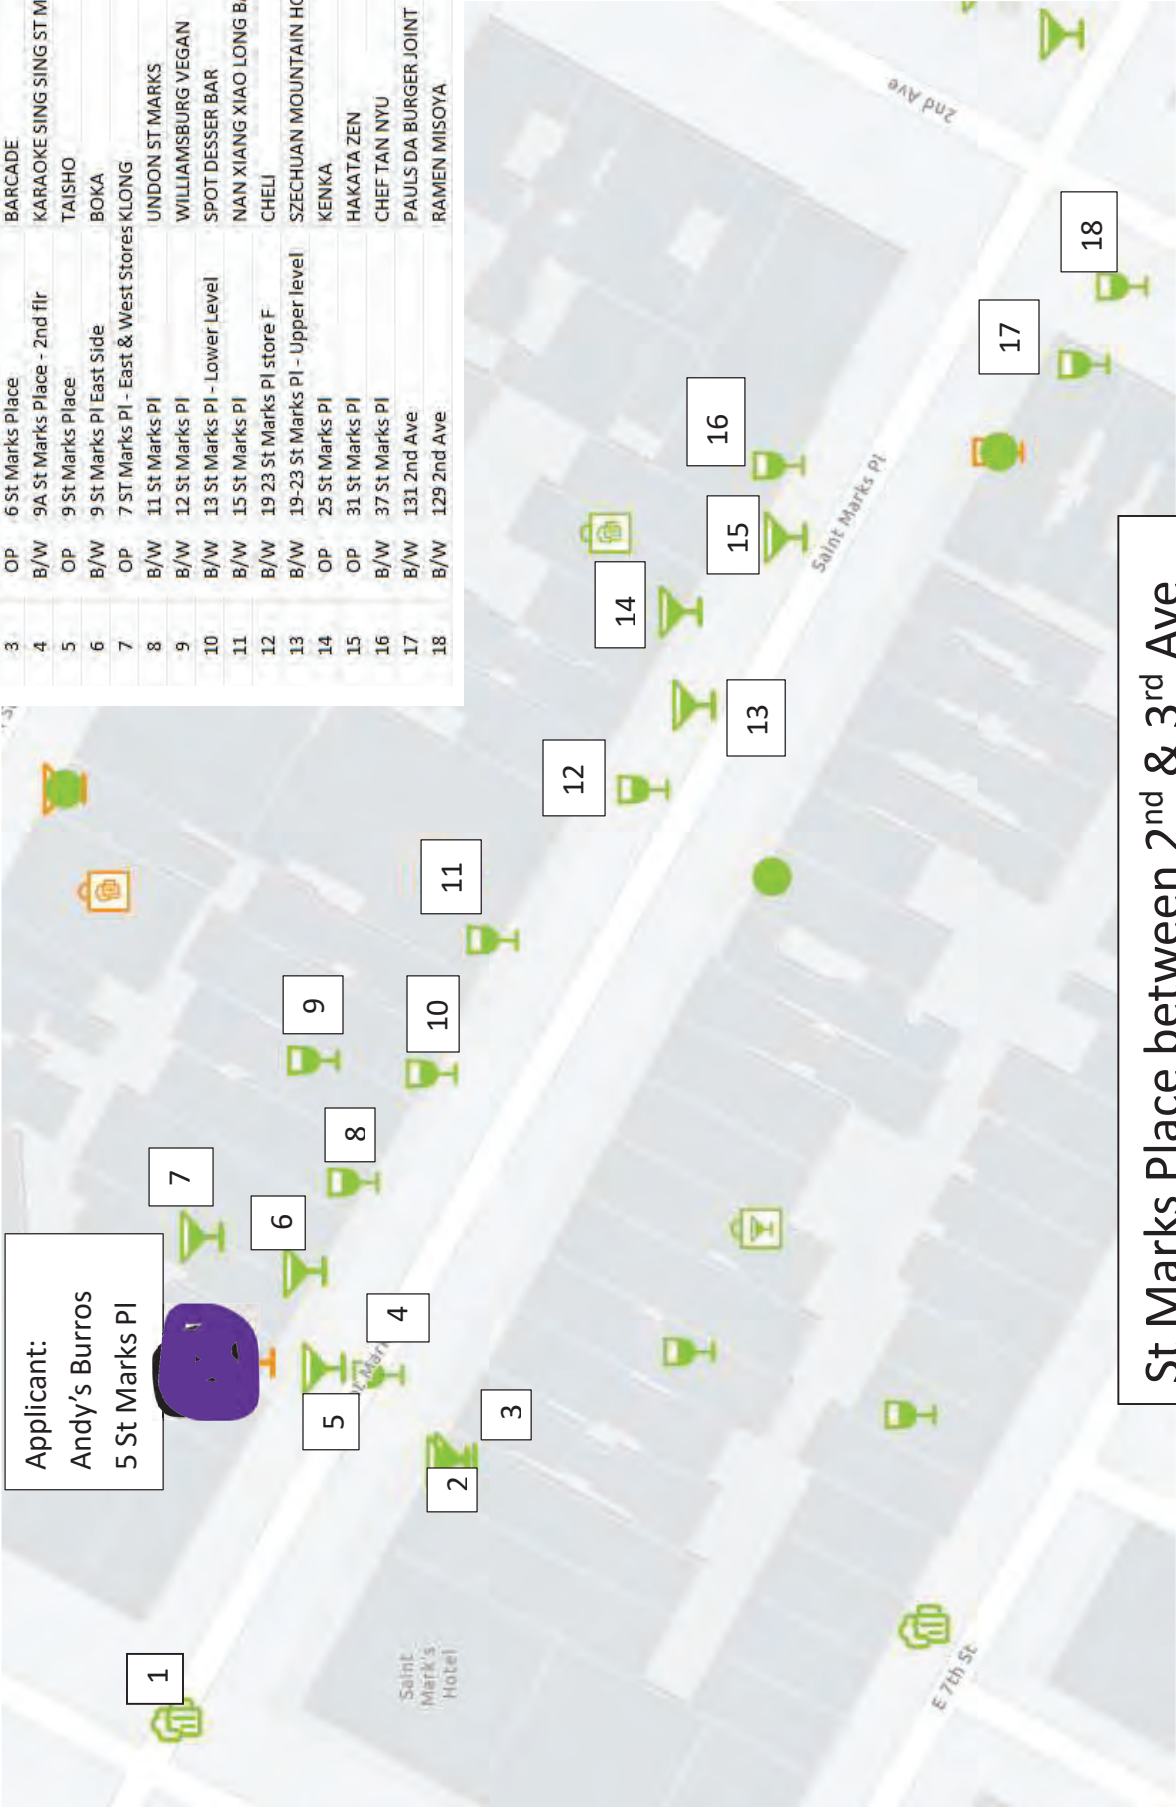 3 OP 6 St Marks Place BARCADE
4 B/W 9A St Marks Place - 2nd flr KARAOKE SING SING ST M
5 OP 9 St Marks Place TAISHO
6 B/W 9 St Marks Pl East Side BOKA
7 OP 7 ST Marks Pl - East & West Stores KLONG
8 B/W 11 St Marks Pl UNDON ST MARKS
9 B/W 12 St Marks Pl WILLIAMSBURG VEGAN
10 B/W 13 St Marks Pl - Lower Level SPOT DESSER BAR
11 B/W 15 St Marks Pl NAN XIANG XIAO LONG BA
12 B/W 19 23 St Marks Pl store F CHELI
13 B/W 19-23 St Marks Pl - Upper level SZECHUAN MOUNTAIN HO
14 OP 25 St Marks Pl KENKA
15 OP 31 St Marks Pl HAKATA ZEN
16 B/W 37 St Marks Pl CHEF TAN NYU
17 B/W 131 2nd Ave PAULS DA BURGER JOINT
18 B/W 129 2nd Ave RAMEN MISOYA
Applicant:
Andy's Burros
5 St Marks Pl
1
2
3
4
5
6
7
8
9
10
11
12
13
14
15
16
17
18
2nd Ave
Saint Marks Pl
Saint
Mark's
Hotel
E 7th St
St Marks Place between 2nd & 3rd Ave